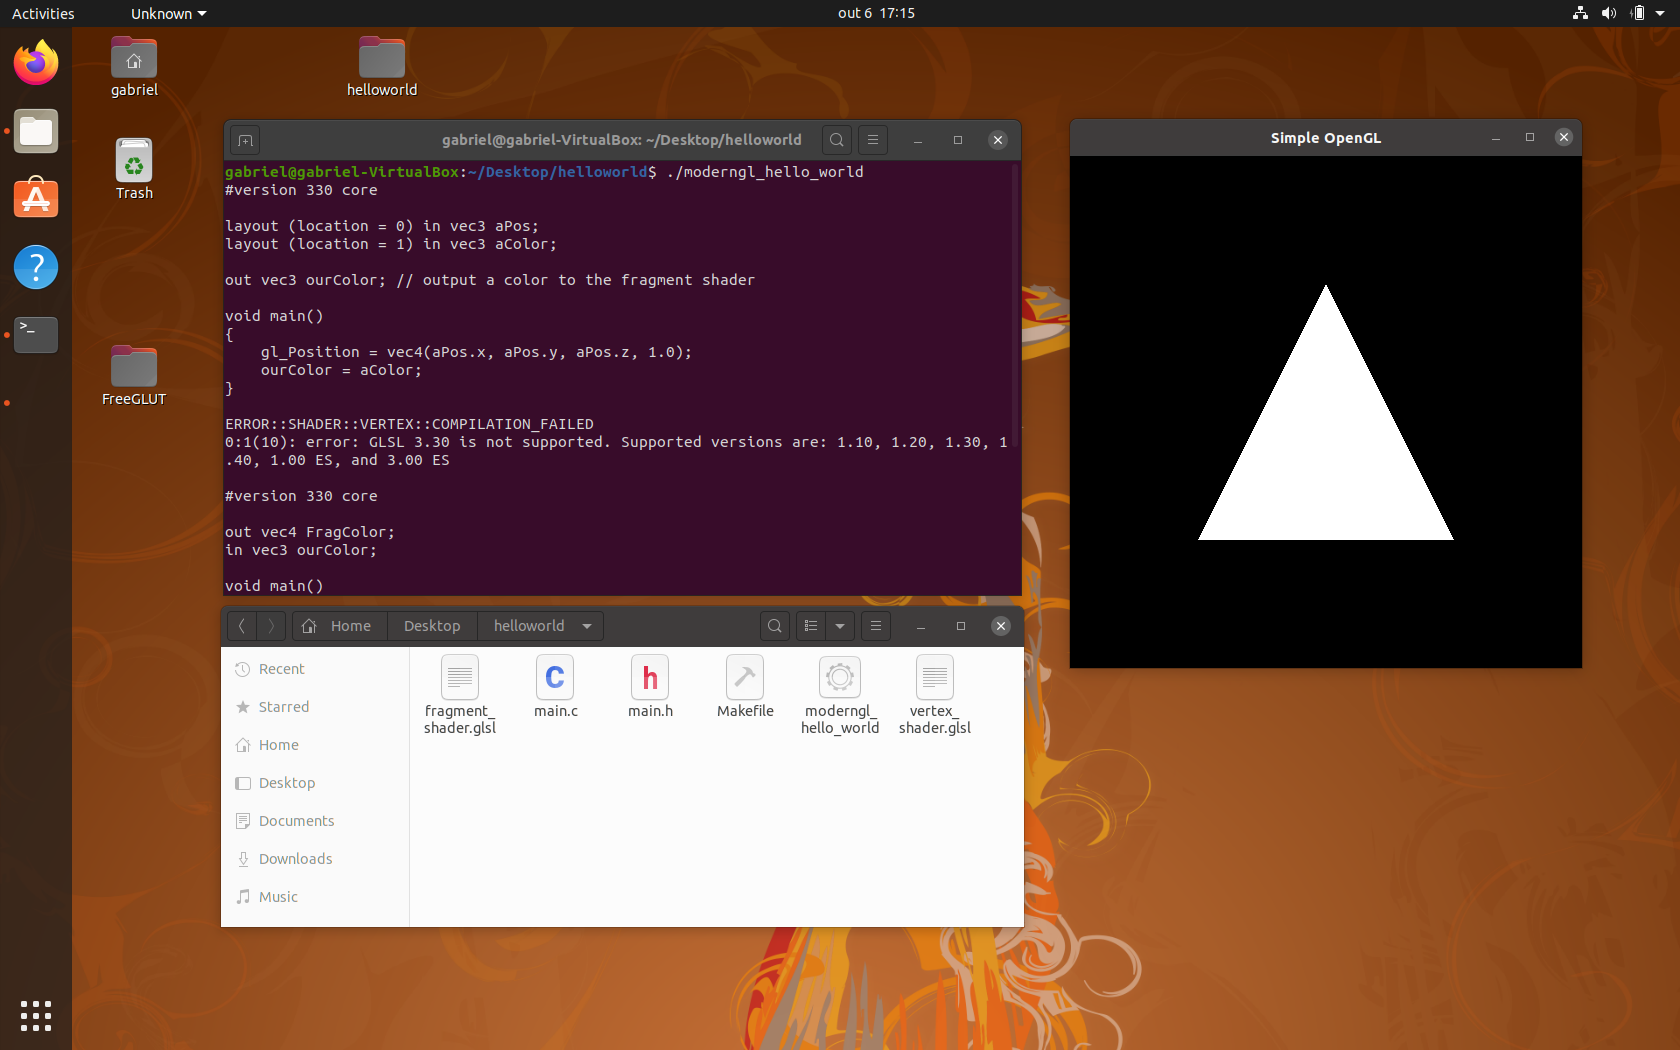 Activities
Unknown
out 6 17:15
gabriel
helloworld
Trash
FreeGLUT
gabriel@gabriel-VirtualBox: ~/Desktop/helloworld
gabriel@gabriel-VirtualBox:~/Desktop/helloworld$ ./moderngl_hello_world
#version 330 core
layout (location = 0) in vec3 aPos;
layout (location = 1) in vec3 aColor;
out vec3 ourColor; // output a color to the fragment shader
void main()
{
    gl_Position = vec4(aPos.x, aPos.y, aPos.z, 1.0);
    ourColor = aColor;
}
ERROR::SHADER::VERTEX::COMPILATION_FAILED
0:1(10): error: GLSL 3.30 is not supported. Supported versions are: 1.10, 1.20, 1.30, 1
.40, 1.00 ES, and 3.00 ES
#version 330 core
out vec4 FragColor;
in vec3 ourColor;
void main()
Simple OpenGL
Home Desktop helloworld
Recent
Starred
Home
Desktop
Documents
Downloads
Music
fragment_
shader.glsl
main.c
main.h
Makefile
moderngl_
hello_world
vertex_
shader.glsl